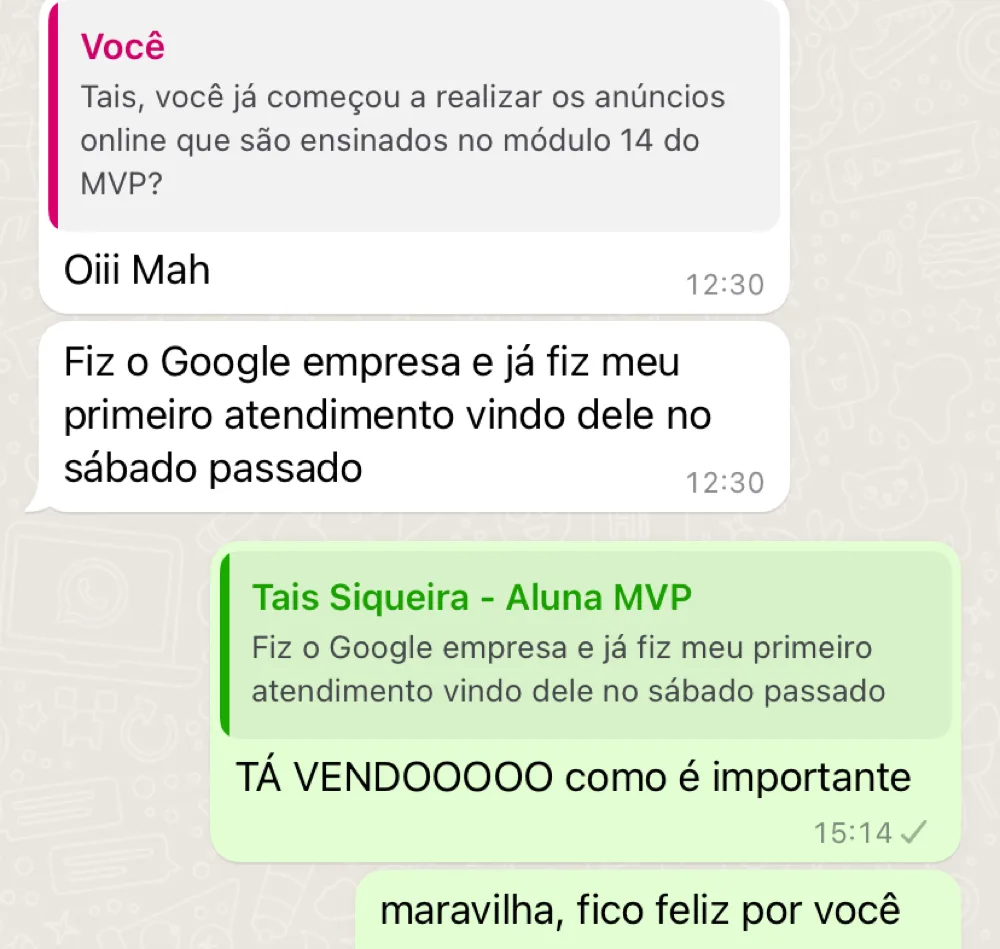 Você
Tais, você já começou a realizar os anúncios
online que são ensinados no módulo 14 do
MVP?
Oiii Mah
12:30
Fiz o Google empresa e já fiz meu
primeiro atendimento vindo dele no
sábado passado
12:30
Tais Siqueira - Aluna MVP
Fiz o Google empresa e já fiz meu primeiro
atendimento vindo dele no sábado passado
TÁ VENDOOOOO como é importante
15:14
maravilha, fico feliz por você